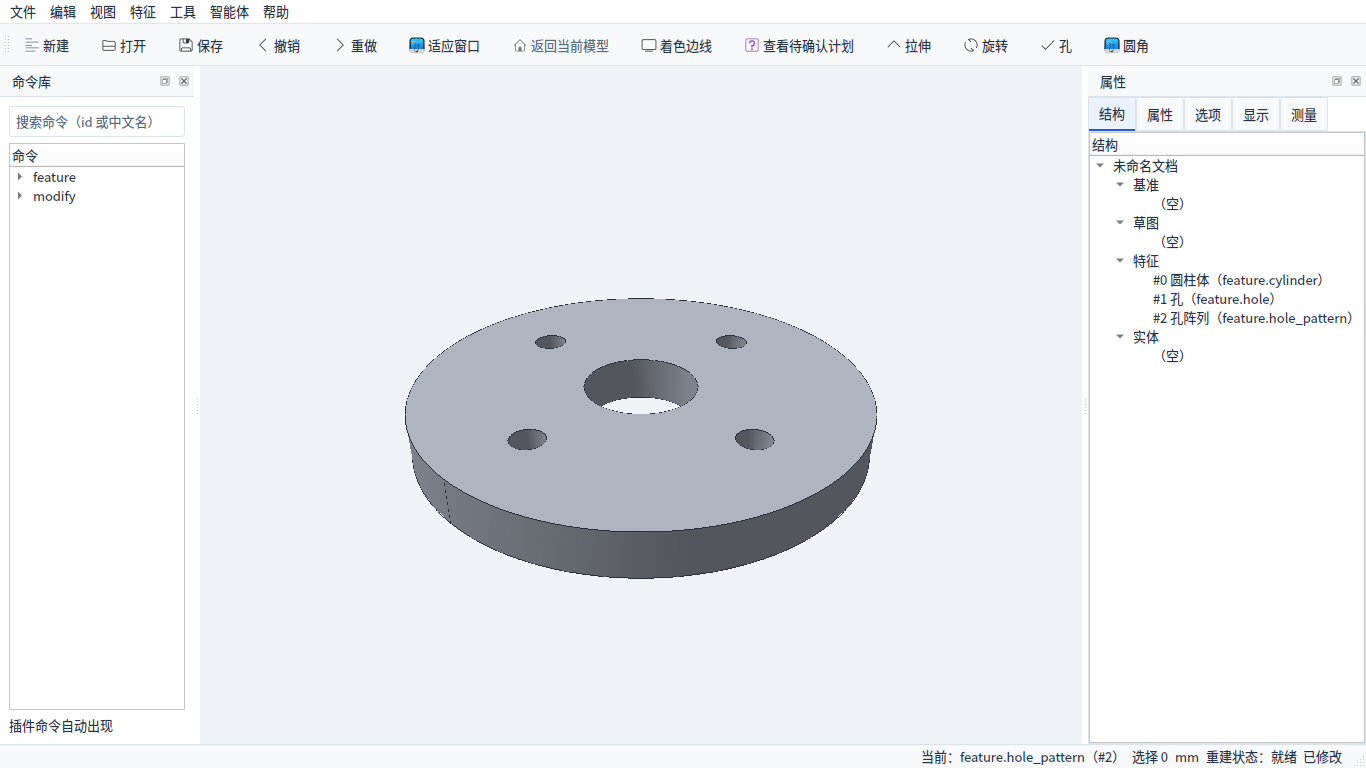 文件 编辑 视图 特征 工具 智能体 帮助
新建 打开 保存 撤销 重做 适应窗口 返回当前模型 着色边线 查看待确认计划 拉伸 旋转 孔 圆角
命令库
搜索命令（id 或中文名）
命令
feature
modify
插件命令自动出现
属性
结构 属性 选项 显示 测量
结构
未命名文档
基准
（空）
草图
（空）
特征
#0 圆柱体（feature.cylinder）
#1 孔（feature.hole）
#2 孔阵列（feature.hole_pattern）
实体
（空）
当前：feature.hole_pattern（#2） 选择 0 mm 重建状态：就绪 已修改